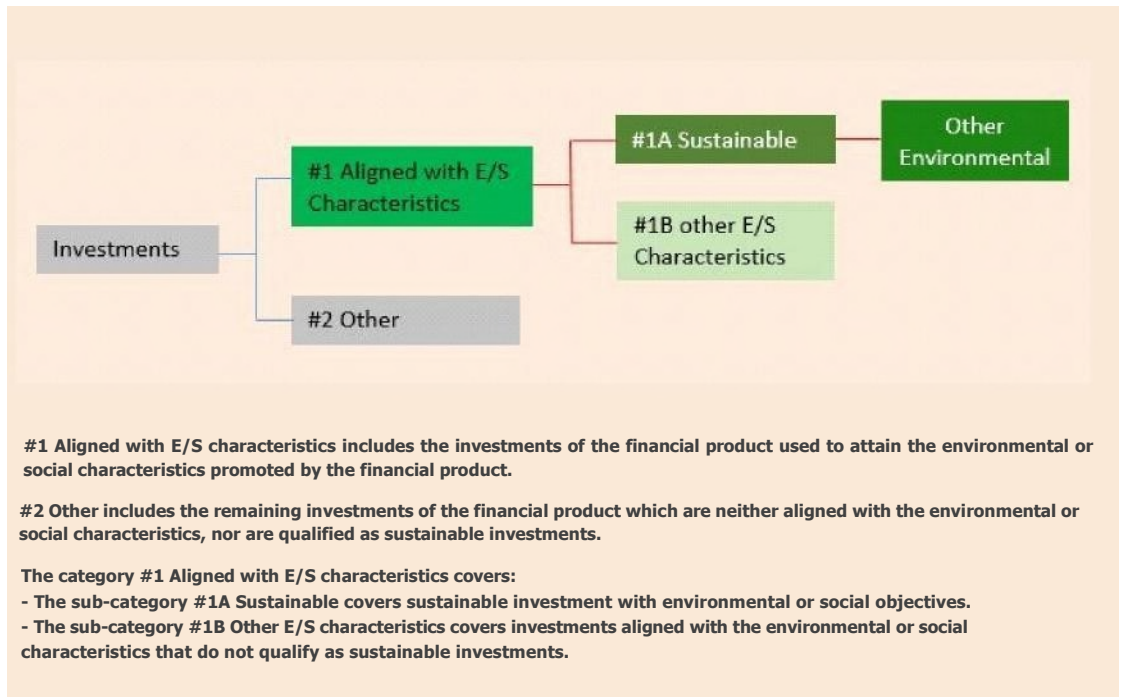 Other
Environmental
#1A Sustainable
#1 Aligned with E/S
Characteristics
#1B other E/S
Characteristics
Investments
#2 Other
#1 Aligned with E/S characteristics includes the investments of the financial product used to attain the environmental or
social characteristics promoted by the financial product.
#2 Other includes the remaining investments of the financial product which are neither aligned with the environmental or
social characteristics, nor are qualified as sustainable investments.
The category #1 Aligned with E/S characteristics covers:
- The sub-category #1A Sustainable covers sustainable investment with environmental or social objectives.
- The sub-category #1B Other E/S characteristics covers investments aligned with the environmental or social
characteristics that do not qualify as sustainable investments.